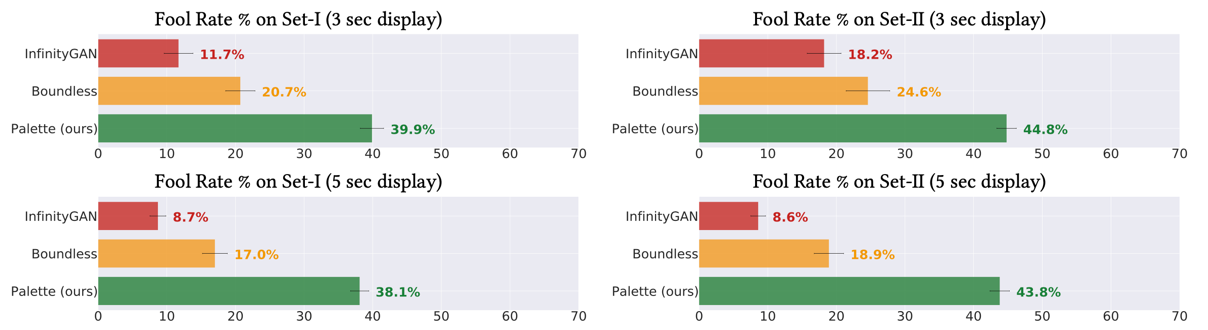 Fool Rate % on Set-I (3 sec display)
InfinityGAN 11.7%
Boundless 20.7%
Palette (ours) 39.9%
0 10 20 30 40 50 60 70
Fool Rate % on Set-II (3 sec display)
InfinityGAN 18.2%
Boundless 24.6%
Palette (ours) 44.8%
0 10 20 30 40 50 60 70
Fool Rate % on Set-I (5 sec display)
InfinityGAN 8.7%
Boundless 17.0%
Palette (ours) 38.1%
0 10 20 30 40 50 60 70
Fool Rate % on Set-II (5 sec display)
InfinityGAN 8.6%
Boundless 18.9%
Palette (ours) 43.8%
0 10 20 30 40 50 60 70